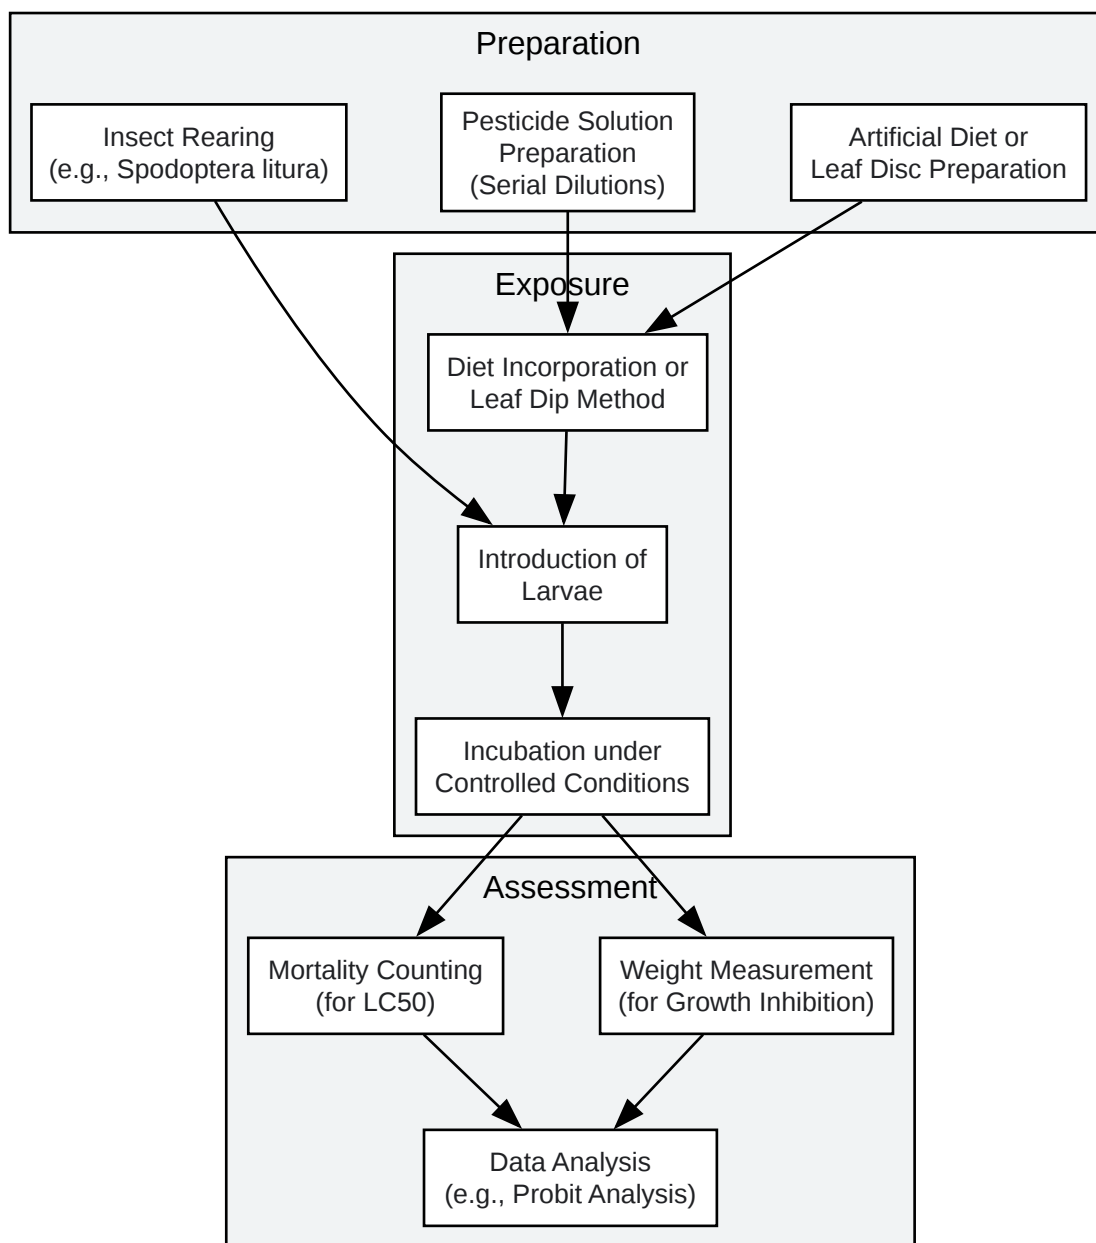 Preparation
Insect Rearing
(e.g., Spodoptera litura)
Pesticide Solution
Preparation
(Serial Dilutions)
Artificial Diet or
Leaf Disc Preparation
Exposure
Diet Incorporation or
Leaf Dip Method
Introduction of
Larvae
Incubation under
Controlled Conditions
Assessment
Mortality Counting
(for LC50)
Weight Measurement
(for Growth Inhibition)
Data Analysis
(e.g., Probit Analysis)